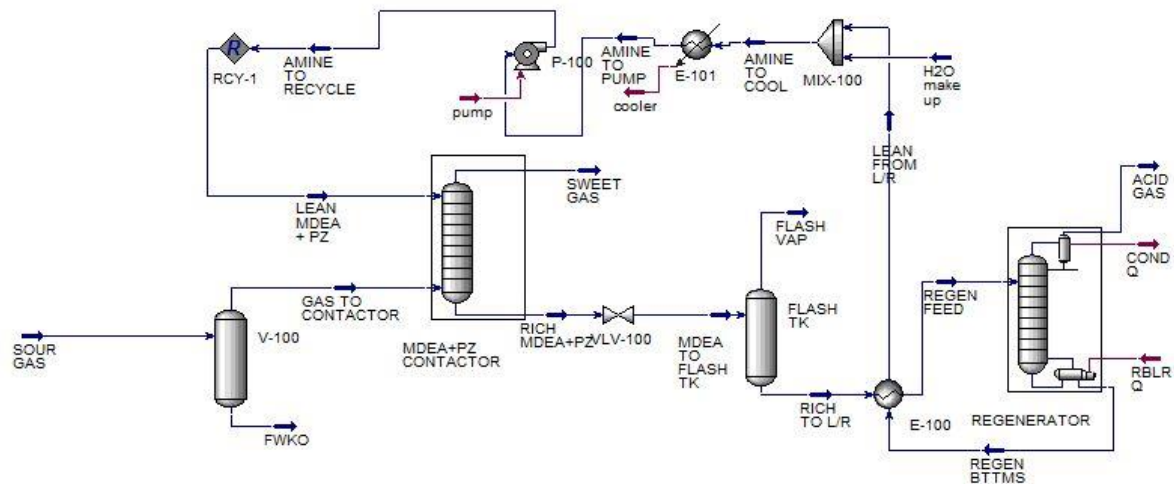 R
RCY-1
AMINE
TO
RECYCLE
P-100
pump
AMINE
TO
PUMP
E-101
cooler
AMINE
TO
COOL
MIX-100
H2O
make
up
LEAN
FROM
L/R
ACID
GAS
COND
Q
SWEET
GAS
LEAN
MDEA
+ PZ
FLASH
VAP
GAS TO
CONTACTOR
REGEN
FEED
SOUR
GAS
V-100
MDEA+PZ
CONTACTOR
RICH
MDEA+PZ
VLV-100
MDEA
TO
FLASH
TK
FLASH
TK
RBLR
Q
RICH
TO L/R
E-100
REGENERATOR
FWKO
REGEN
BTTMS